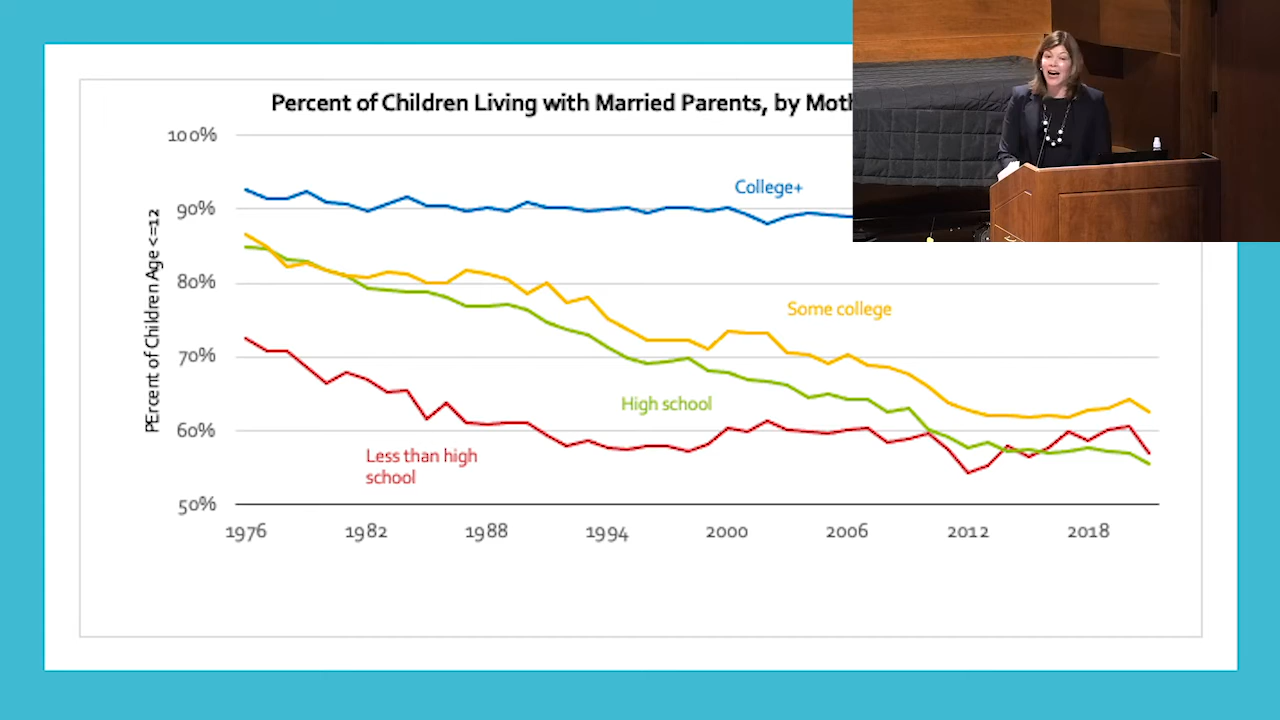 Percent of Children Living with Married Parents, by
PErcent of Children Age <=12
100%
90%
80%
70%
60%
50%
College+
Some college
High school
Less than high
school
1976
1982
1988
1994
2000
2006
2012
2018